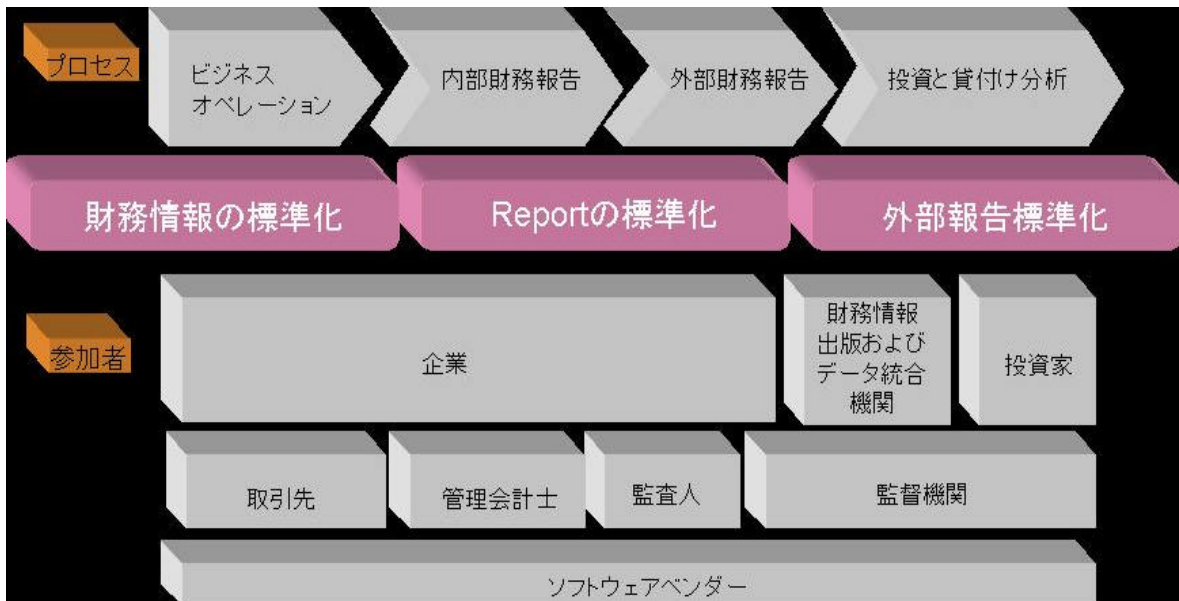 プロセス
ビジネス
オペレーション
内部財務報告
外部財務報告
投資と貸付け分析
財務情報の標準化
Reportの標準化
外部報告標準化
参加者
企業
財務情報
出版および
データ統合
機関
投資家
取引先
管理会計士
監査人
監督機関
ソフトウェアベンダー